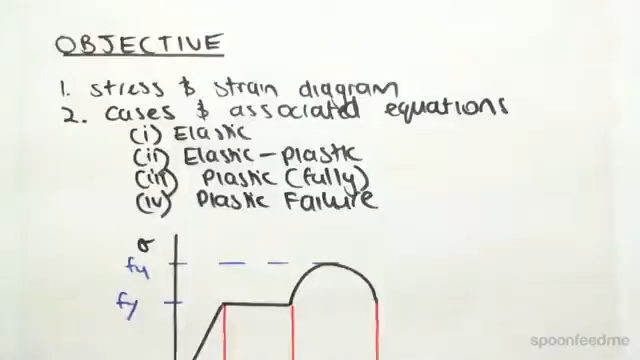 OBJECTIVE
1. stress & strain diagram
2. cases & associated equations
(i) Elastic
(ii) Elastic-plastic
(iii) Plastic (fully)
(iv) Plastic Failure
σ
fu
fy
spoonfeedme